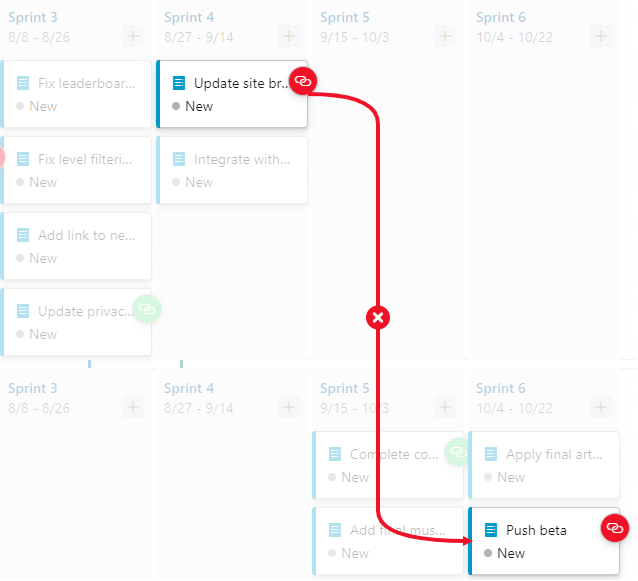 Sprint 3
8/8 - 8/26
Sprint 4
8/27 - 9/14
Sprint 5
9/15 - 10/3
Sprint 6
10/4 - 10/22
Fix leaderboar...
New
Update site br...
New
Fix level filteri...
New
Integrate with...
New
Add link to ne...
New
Update privac...
New
Sprint 3
8/8 - 8/26
Sprint 4
8/27 - 9/14
Sprint 5
9/15 - 10/3
Sprint 6
10/4 - 10/22
Complete co...
New
Apply final art...
New
Add final mus...
New
Push beta
New